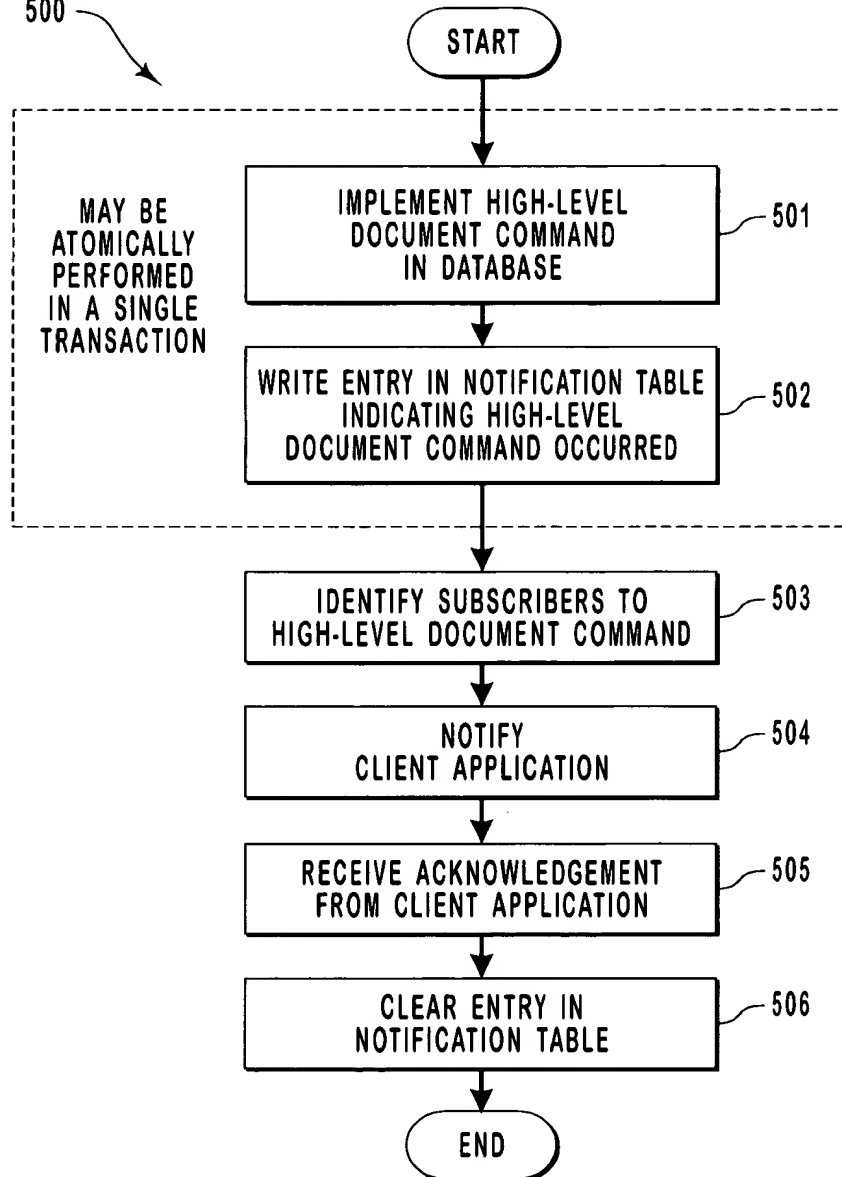 500
START
MAY BE
ATOMICALLY
PERFORMED
IN A SINGLE
TRANSACTION
IMPLEMENT HIGH-LEVEL
DOCUMENT COMMAND
IN DATABASE
501
WRITE ENTRY IN NOTIFICATION TABLE
INDICATING HIGH-LEVEL
DOCUMENT COMMAND OCCURRED
502
IDENTIFY SUBSCRIBERS TO
HIGH-LEVEL DOCUMENT COMMAND
503
NOTIFY
CLIENT APPLICATION
504
RECEIVE ACKNOWLEDGEMENT
FROM CLIENT APPLICATION
505
CLEAR ENTRY IN
NOTIFICATION TABLE
506
END